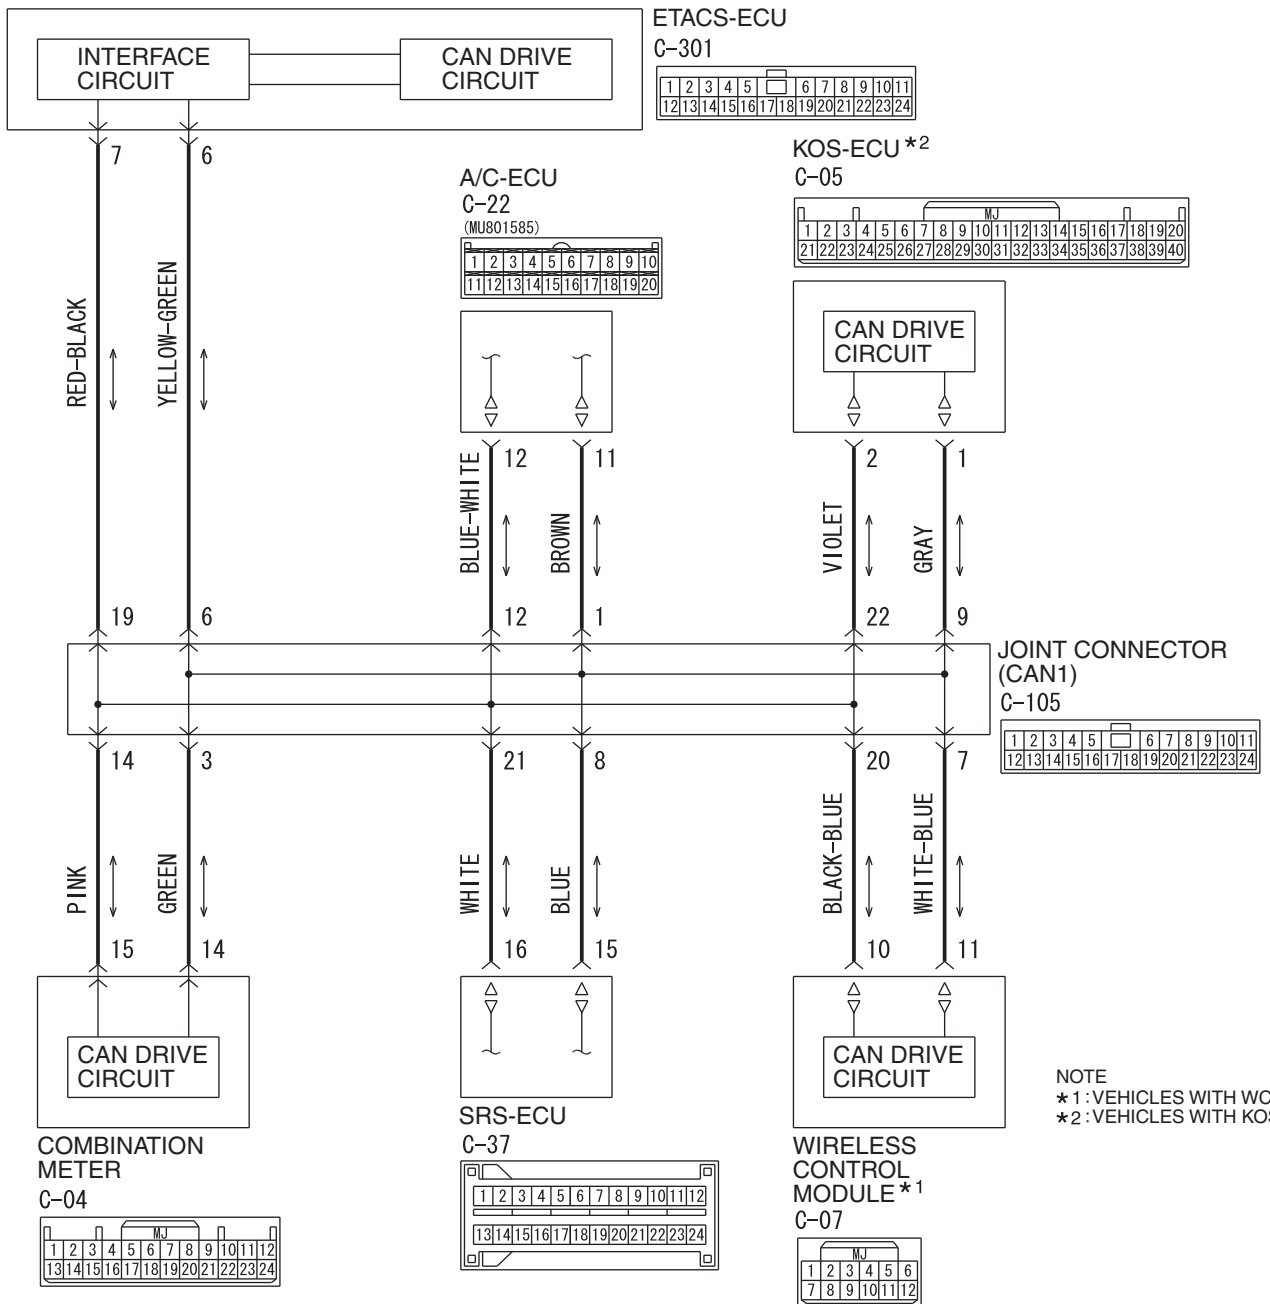 ETACS-ECU
C-301
INTERFACE
CIRCUIT
CAN DRIVE
CIRCUIT
1 2 3 4 5 6 7 8 9 10 11
12 13 14 15 16 17 18 19 20 21 22 23 24
7 6
KOS-ECU *2
C-05
MJ
1 2 3 4 5 6 7 8 9 10 11 12 13 14 15 16 17 18 19 20
21 22 23 24 25 26 27 28 29 30 31 32 33 34 35 36 37 38 39 40
A/C-ECU
C-22
(MU801585)
1 2 3 4 5 6 7 8 9 10
11 12 13 14 15 16 17 18 19 20
CAN DRIVE
CIRCUIT
RED-BLACK
YELLOW-GREEN
12 11 2 1
BLUE-WHITE
BROWN
VIOLET
GRAY
19 6 12 1 22 9
JOINT CONNECTOR
(CAN1)
C-105
1 2 3 4 5 6 7 8 9 10 11
12 13 14 15 16 17 18 19 20 21 22 23 24
14 3 21 8 20 7
PINK
GREEN
WHITE
BLUE
BLACK-BLUE
WHITE-BLUE
15 14 16 15 10 11
CAN DRIVE
CIRCUIT
CAN DRIVE
CIRCUIT
NOTE
*1:VEHICLES WITH
*2:VEHICLES WITH
COMBINATION
METER
C-04
MJ
1 2 3 4 5 6 7 8 9 10 11 12
13 14 15 16 17 18 19 20 21 22 23 24
SRS-ECU
C-37
1 2 3 4 5 6 7 8 9 10 11 12
13 14 15 16 17 18 19 20 21 22 23 24
WIRELESS
CONTROL
MODULE *1
C-07
MJ
1 2 3 4 5 6
7 8 9 10 11 12